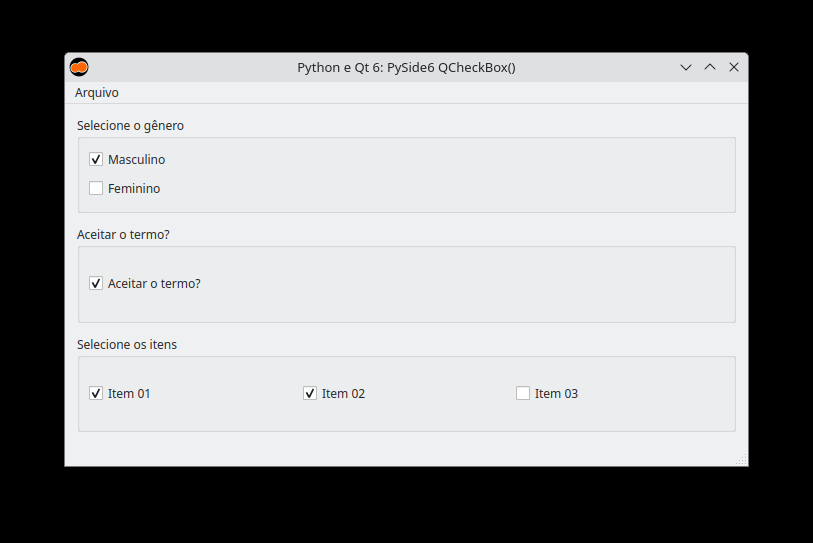 Python e Qt 6: PySide6 QCheckBox()
Arquivo
Selecione o gênero
Masculino
Feminino
Aceitar o termo?
Aceitar o termo?
Selecione os itens
Item 01 Item 02 Item 03